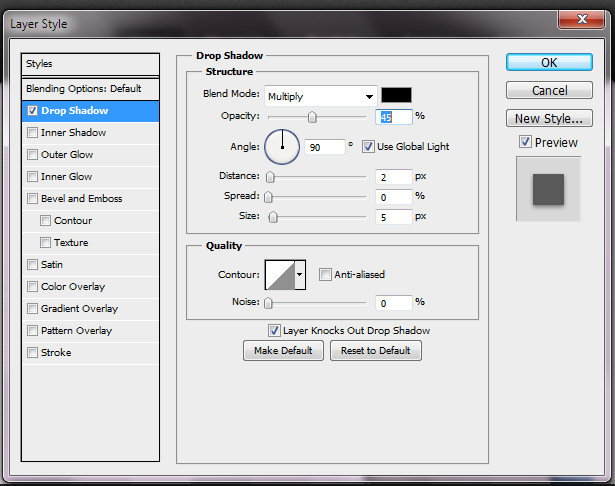 Layer Style
Styles
Blending Options: Default
Drop Shadow
Inner Shadow
Outer Glow
Inner Glow
Bevel and Emboss
Contour
Texture
Satin
Color Overlay
Gradient Overlay
Pattern Overlay
Stroke
Drop Shadow
Structure
Blend Mode: Multiply
Opacity: 45 %
Angle: 90 ° Use Global Light
Distance: 2 px
Spread: 0 %
Size: 5 px
Quality
Contour: Anti-aliased
Noise: 0 %
Layer Knocks Out Drop Shadow
Make Default Reset to Default
OK
Cancel
New Style...
Preview